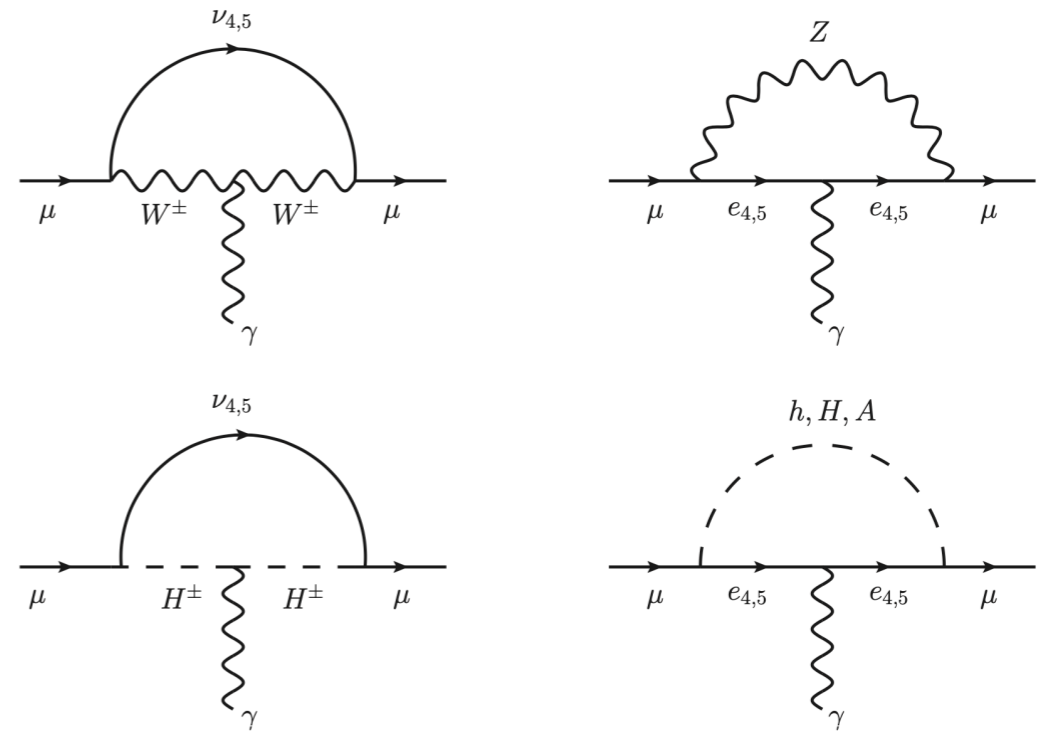 ν₄,₅
Z
μ W± W± μ
μ e₄,₅ e₄,₅ μ
γ
γ
ν₄,₅
h, H, A
μ H± H± μ
μ e₄,₅ e₄,₅ μ
γ
γ